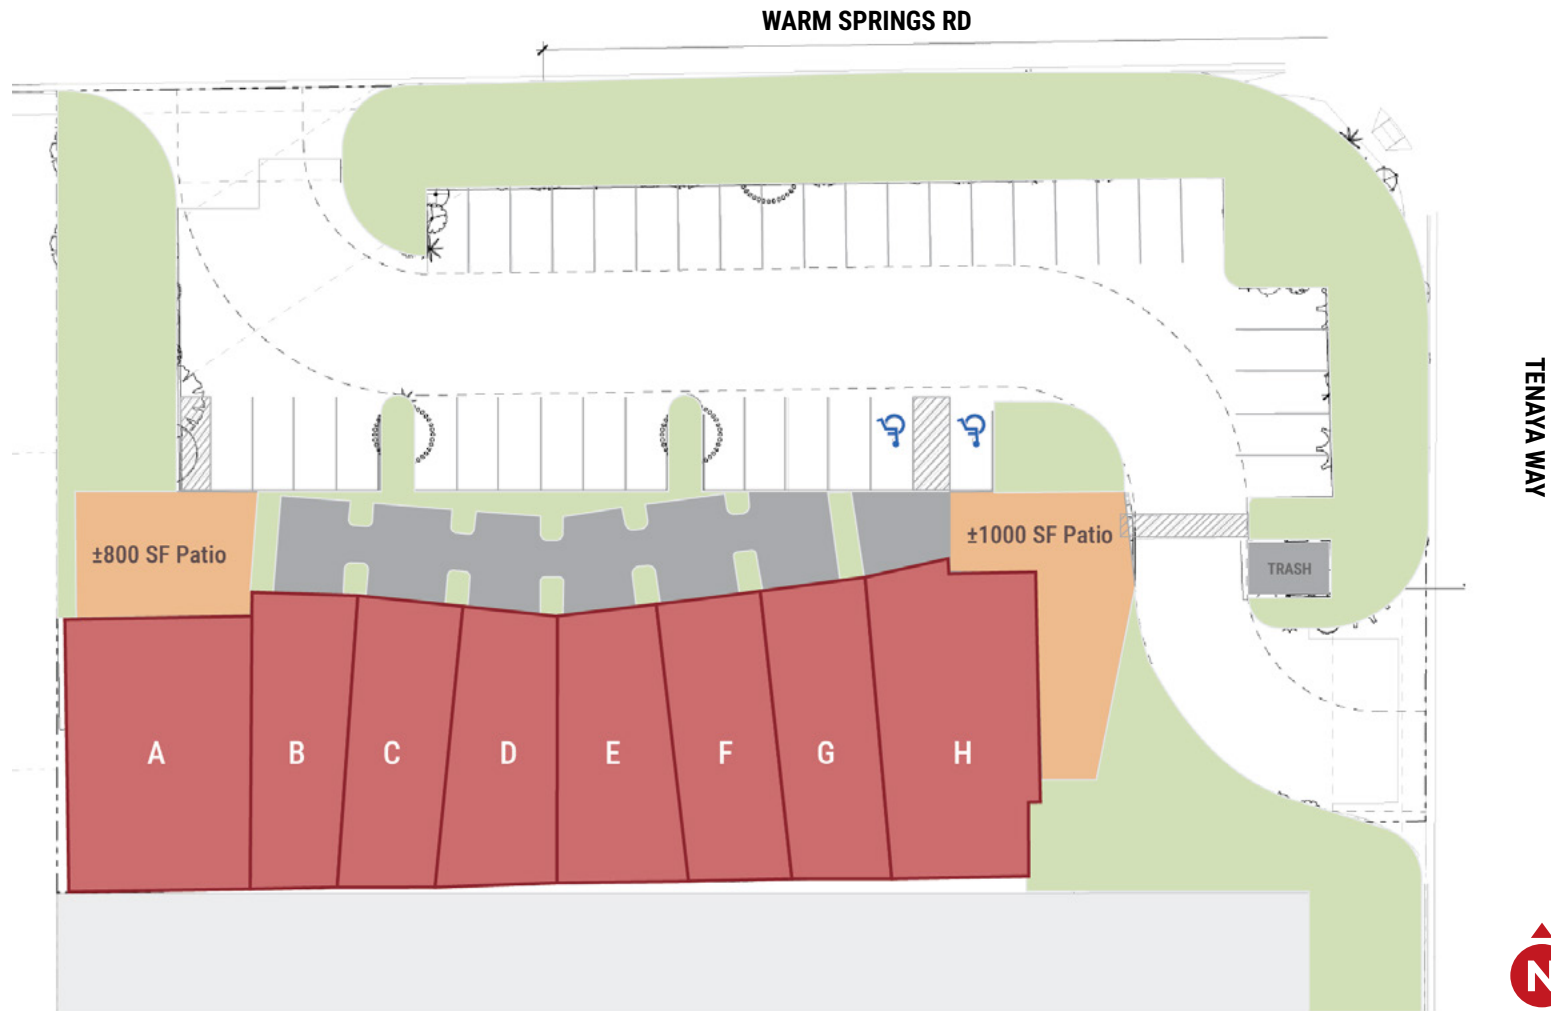 WARM SPRINGS RD
TENAYA WAY
±800 SF Patio
±1000 SF Patio
TRASH
A
B
C
D
E
F
G
H
N